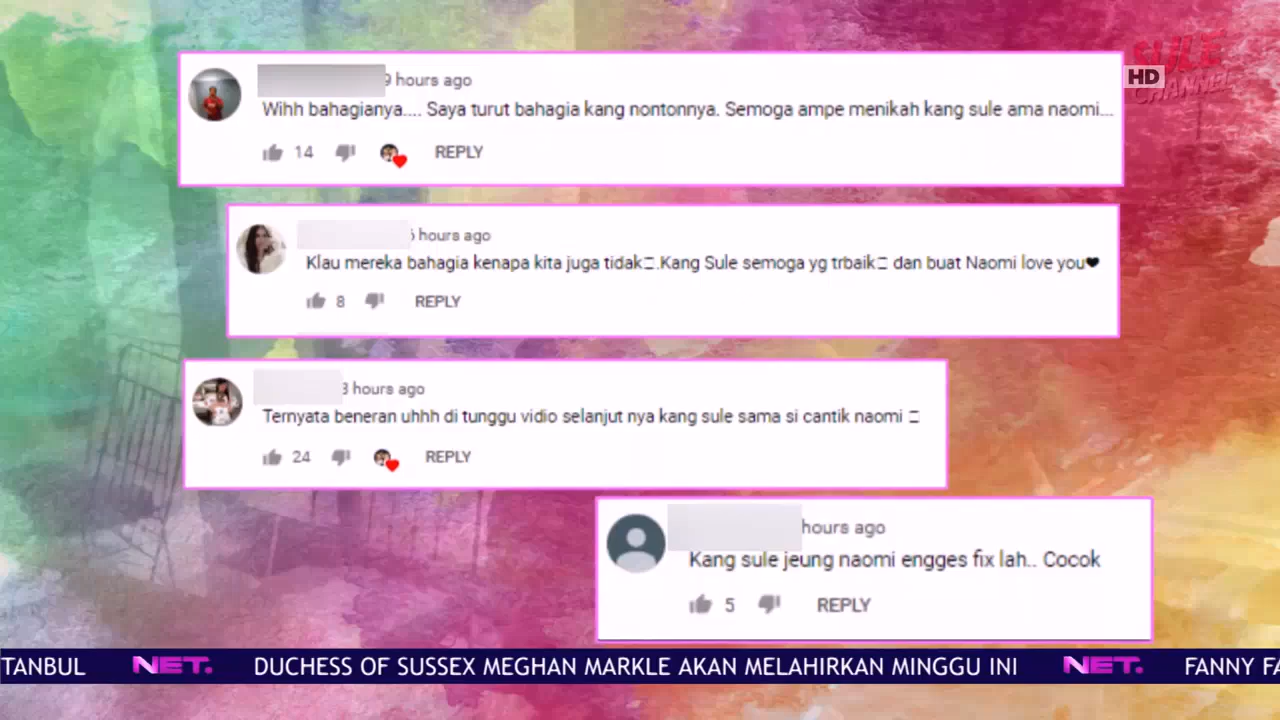 SULE
HD
CHANNEL
9 hours ago
Wihh bahagianya.... Saya turut bahagia kang nontonnya. Semoga ampe menikah kang sule ama naomi...
14 REPLY
6 hours ago
Klau mereka bahagia kenapa kita juga tidak.Kang Sule semoga yg trbaik dan buat Naomi love you❤
8 REPLY
3 hours ago
Ternyata beneran uhhh di tunggu vidio selanjut nya kang sule sama si cantik naomi
24 REPLY
hours ago
Kang sule jeung naomi engges fix lah.. Cocok
5 REPLY
TANBUL NET. DUCHESS OF SUSSEX MEGHAN MARKLE AKAN MELAHIRKAN MINGGU INI NET. FANNY FA